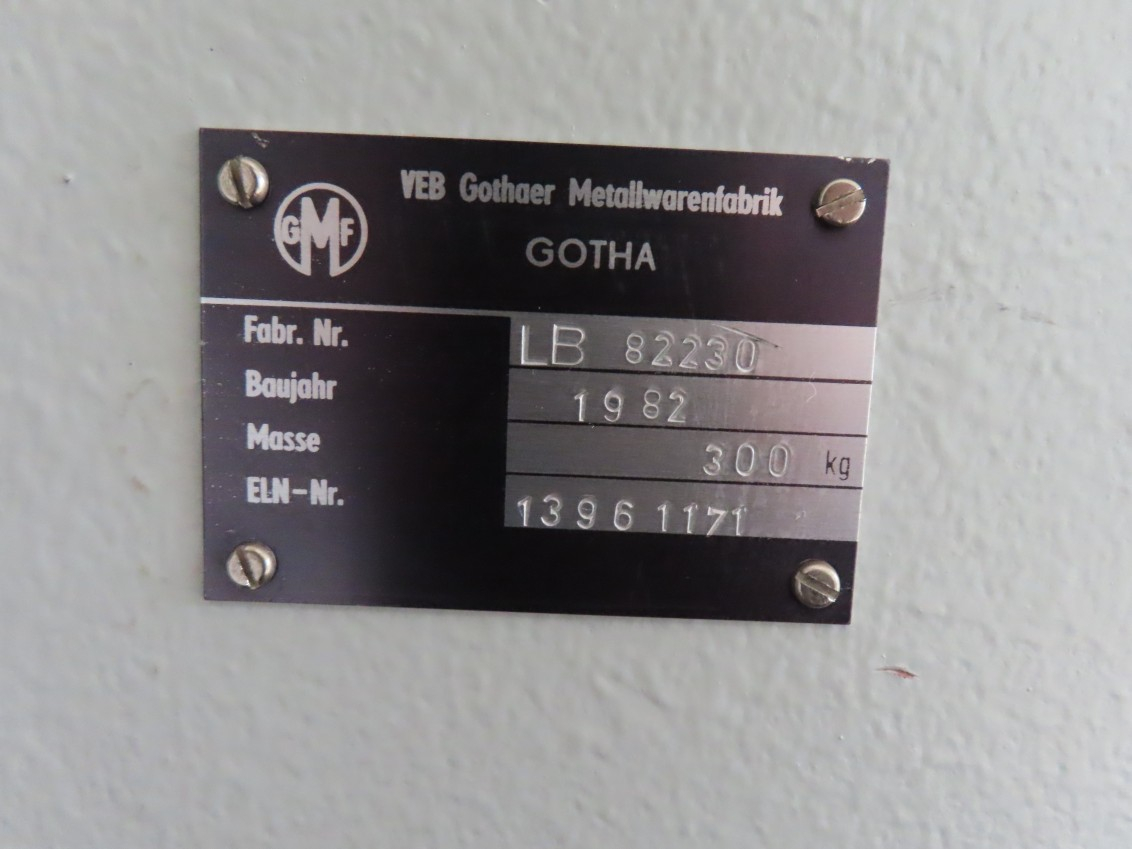 GMF
VEB Gothaer Metallwarenfabrik
GOTHA
Fabr. Nr. LB 82230
Baujahr 1982
Masse 300 kg
ELN-Nr. 13961171